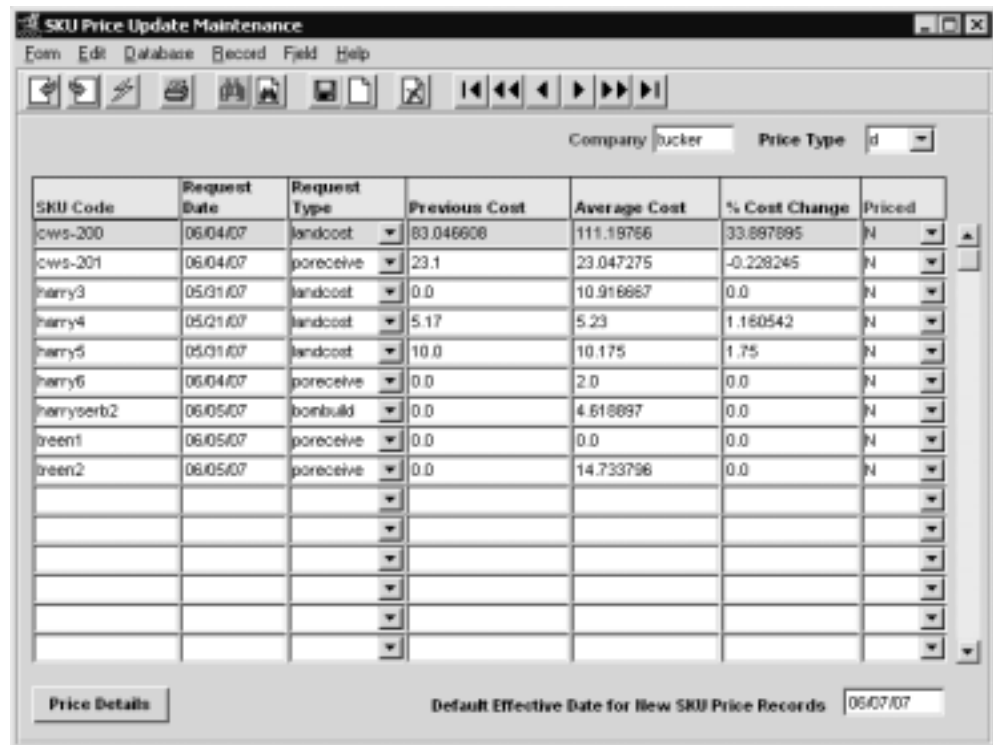 SKU Price Update Maintenance
Form Edit Database Record Field Help
Company tucker Price Type d
SKU Code Request Date Request Type Previous Cost Average Cost % Cost Change Priced
cws-200 06/04/07 landcost 83.046608 111.19766 33.897895 N
cws-201 06/04/07 poreceive 23.1 23.047275 -0.228245 N
harry3 05/31/07 landcost 0.0 10.916667 0.0 N
harry4 05/21/07 landcost 5.17 5.23 1.160542 N
harry5 05/31/07 landcost 10.0 10.175 1.75 N
harry6 06/04/07 poreceive 0.0 2.0 0.0 N
harryserb2 06/05/07 bombuild 0.0 4.618897 0.0 N
treen1 06/05/07 poreceive 0.0 0.0 0.0 N
treen2 06/05/07 poreceive 0.0 14.733796 0.0 N
Price Details Default Effective Date for New SKU Price Records 06/07/07